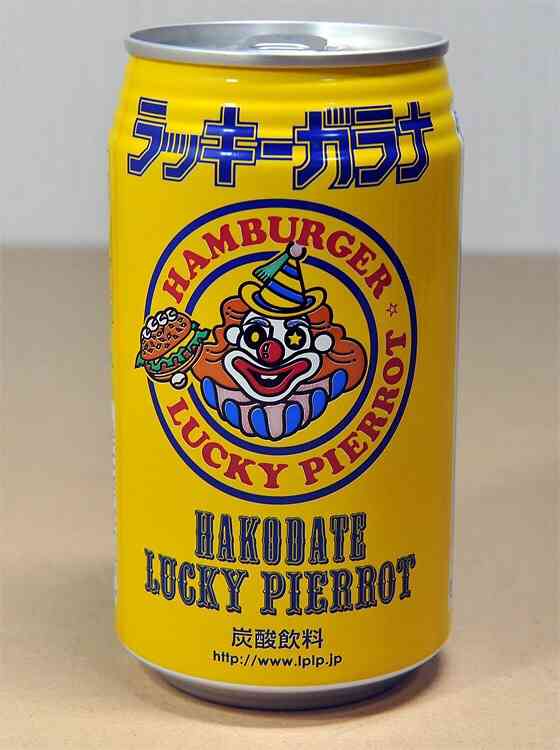 ラッキーガラナ
HAMBURGER
LUCKY PIERROT
HAKODATE
LUCKY PIERROT
炭酸飲料
http://www.lplp.jp